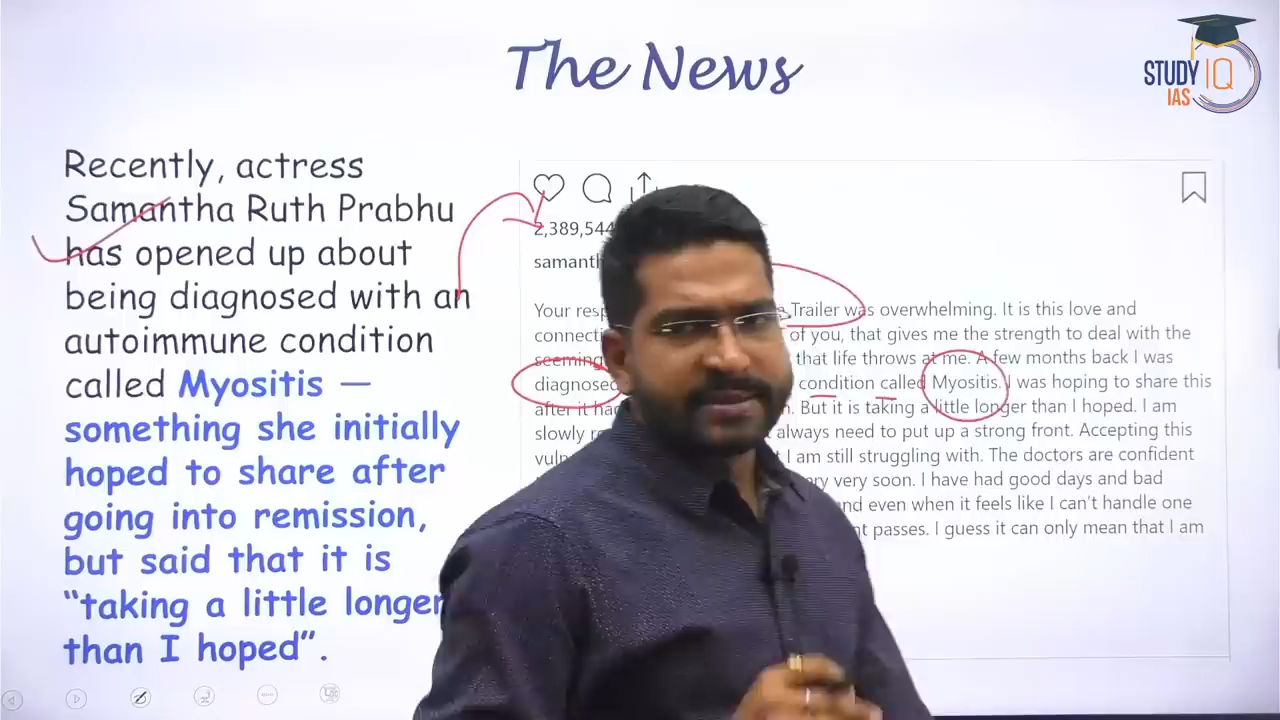 The News
STUDY IQ
IAS
Recently, actress
Samantha Ruth Prabhu
has opened up about
being diagnosed with an
autoimmune condition
called Myositis —
something she initially
hoped to share after
going into remission,
but said that it is
“taking a little longer
than I hoped”.
2,389,544
samanth
Your resp Trailer was overwhelming. It is this love and
connecti of you, that gives me the strength to deal with the
seeming that life throws at me. A few months back I was
diagnosed condition called Myositis. I was hoping to share this
after it had But it is taking a little longer than I hoped. I am
slowly always need to put up a strong front. Accepting this
vuln I am still struggling with. The doctors are confident
very soon. I have had good days and bad
and even when it feels like I can't handle one
passes. I guess it can only mean that I am